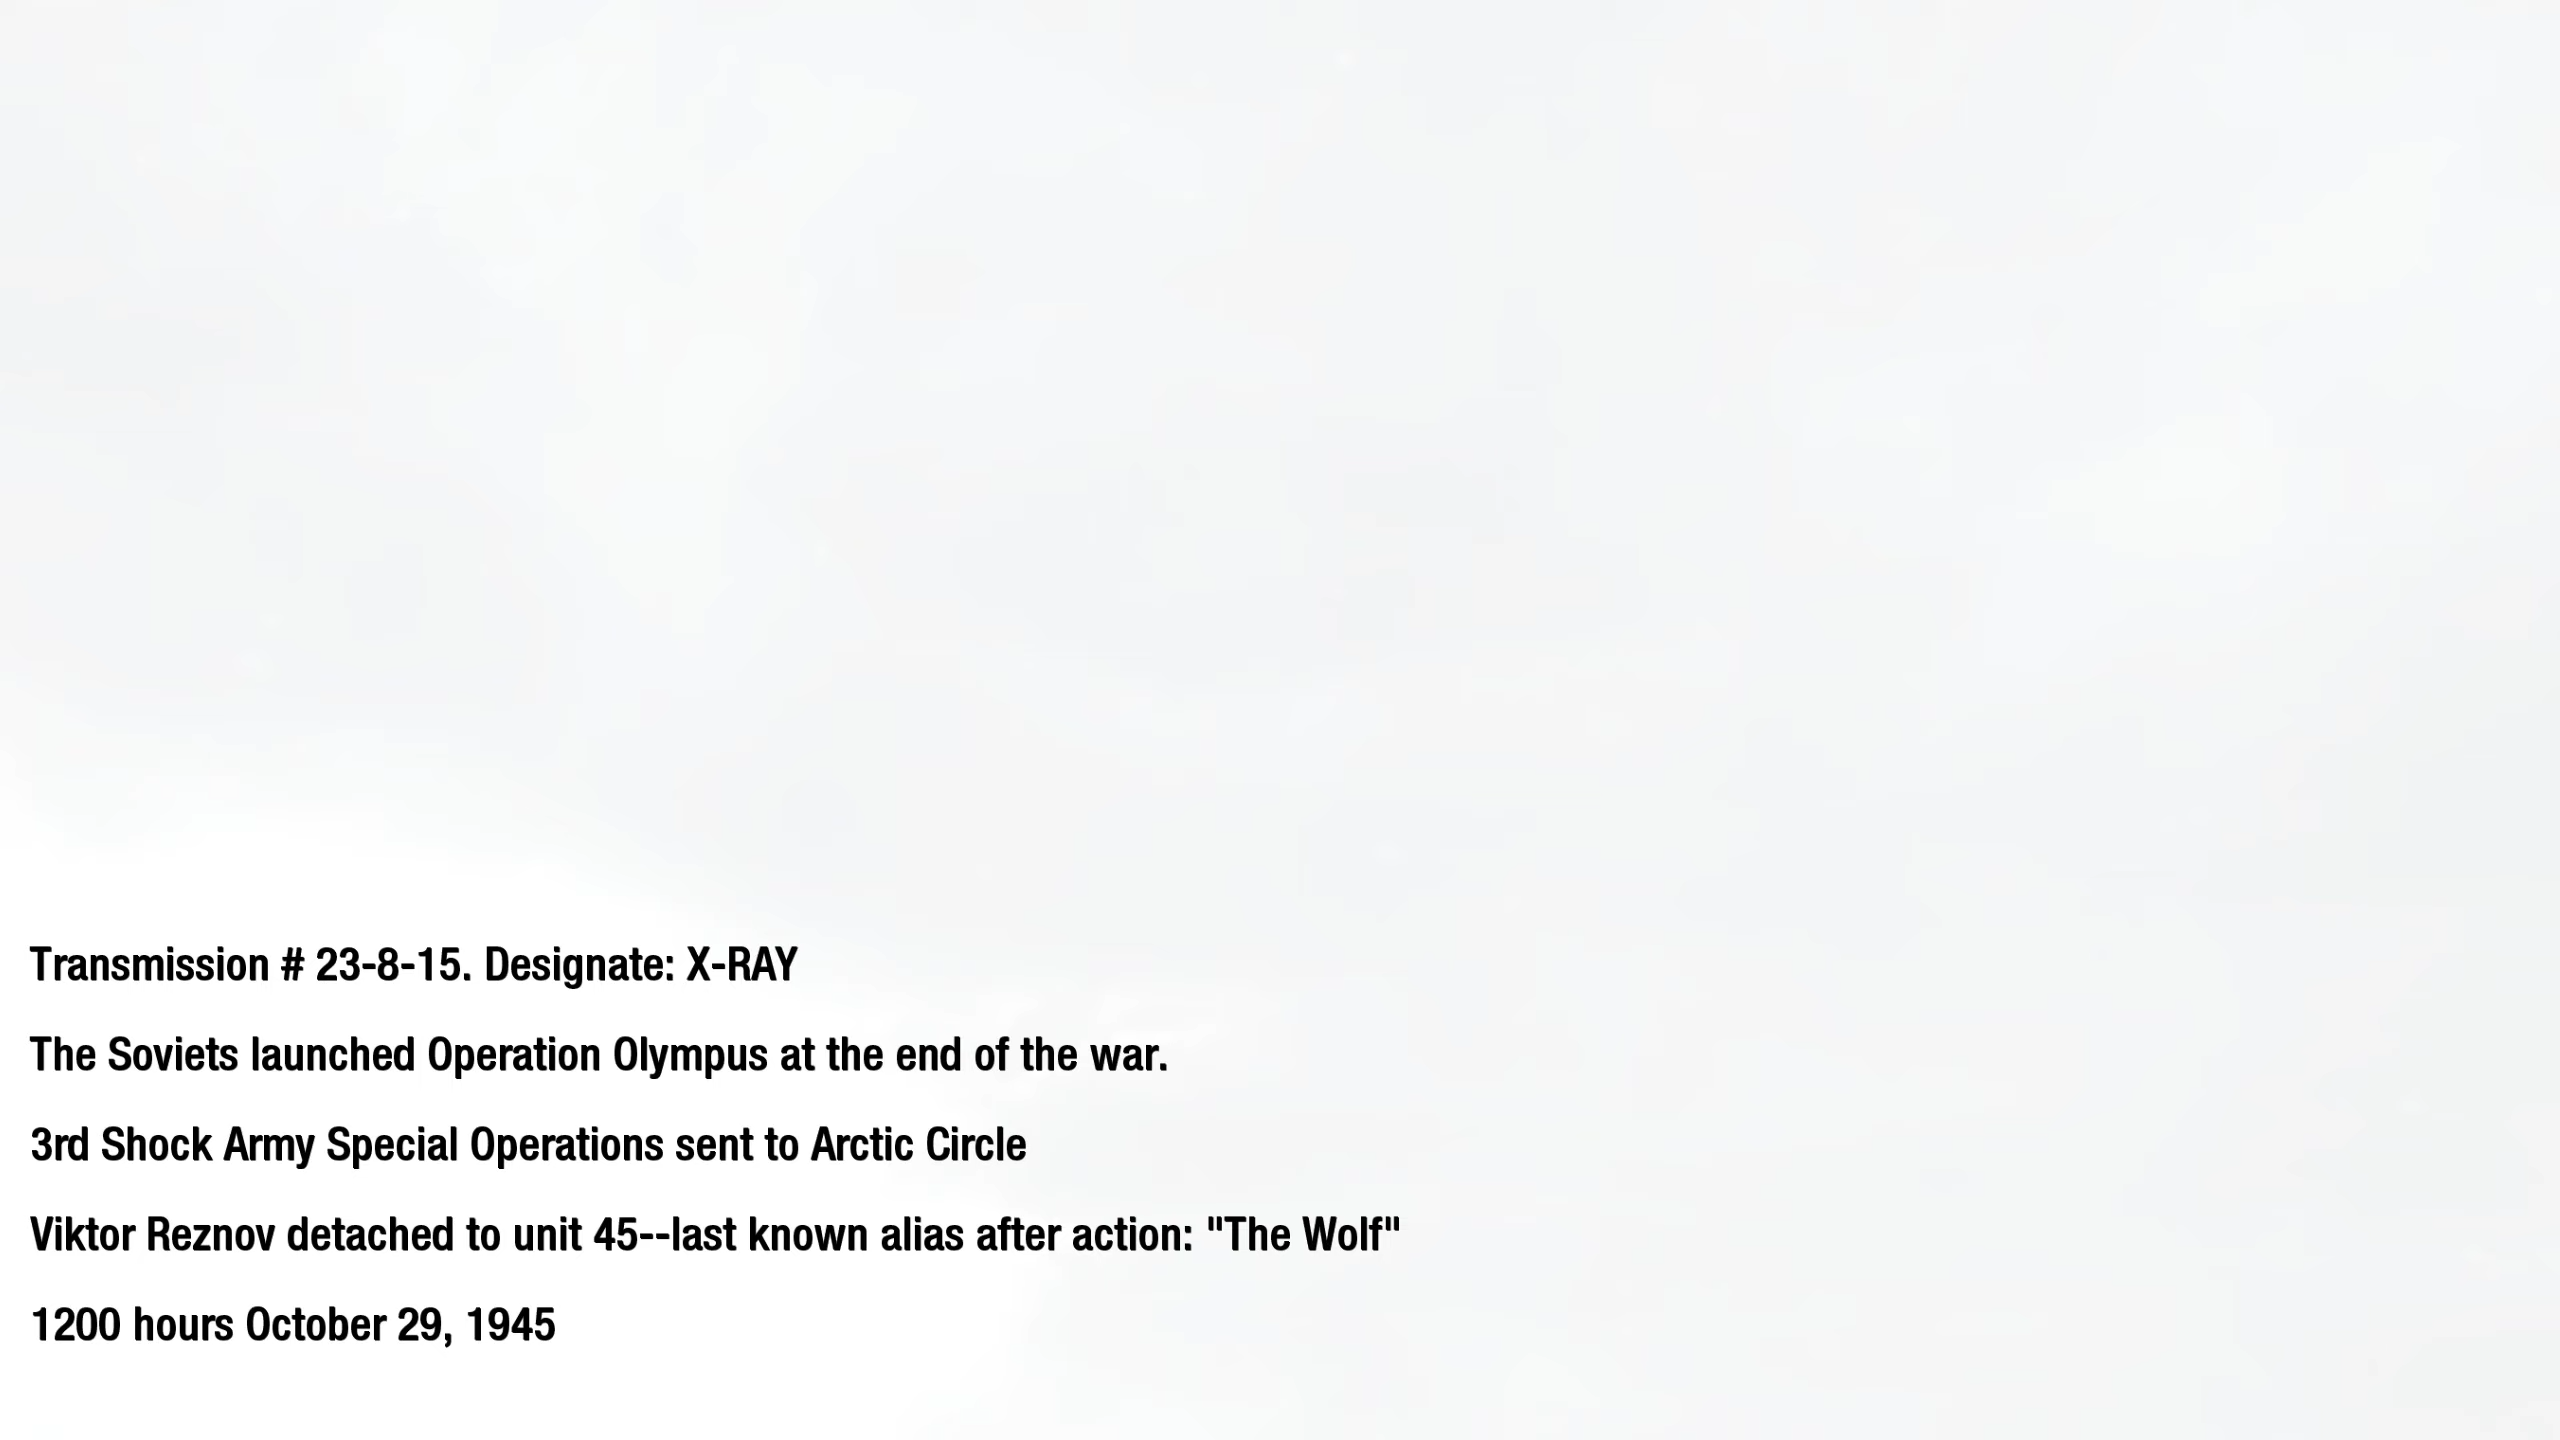 Transmission # 23-8-15. Designate: X-RAY
The Soviets launched Operation Olympus at the end of the war.
3rd Shock Army Special Operations sent to Arctic Circle
Viktor Reznov detached to unit 45--last known alias after action: "The Wolf"
1200 hours October 29, 1945